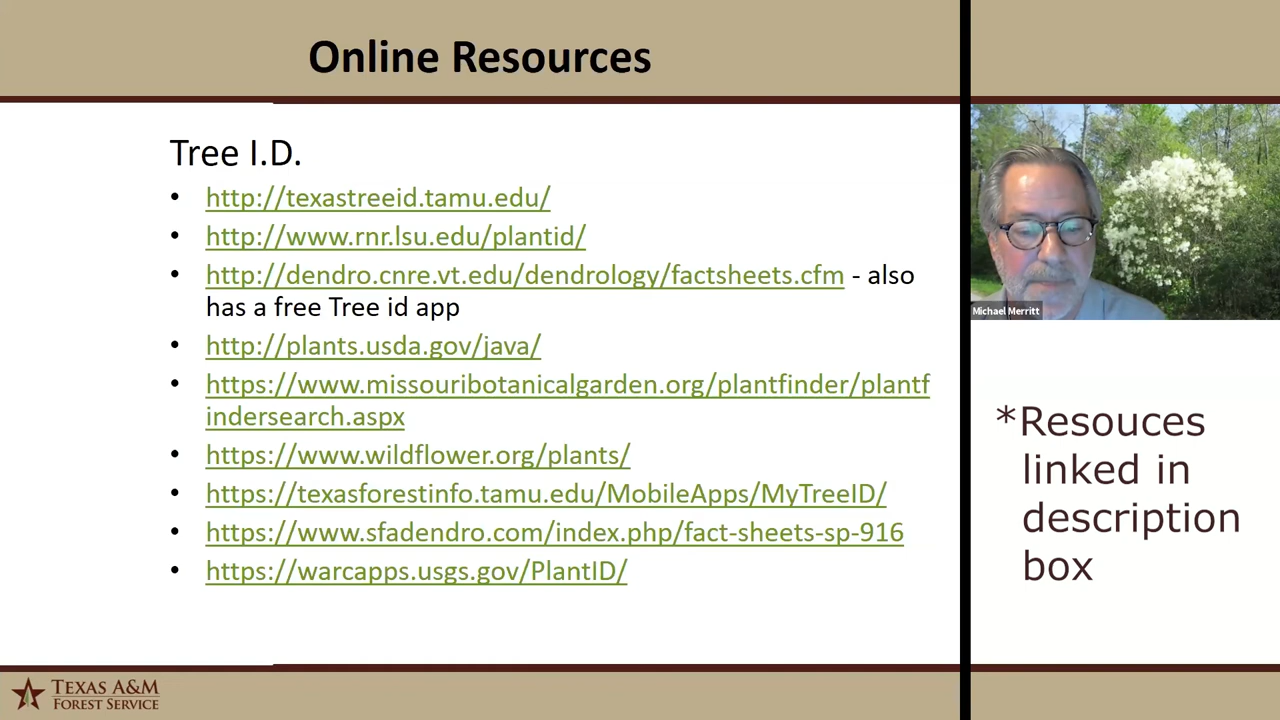 Online Resources
Tree I.D.
• http://texastreeid.tamu.edu/
• http://www.rnr.lsu.edu/plantid/
• http://dendro.cnre.vt.edu/dendrology/factsheets.cfm - also
has a free Tree id app
• http://plants.usda.gov/java/
• https://www.missouribotanicalgarden.org/plantfinder/plantf
indersearch.aspx
• https://www.wildflower.org/plants/
• https://texasforestinfo.tamu.edu/MobileApps/MyTreeID/
• https://www.sfadendro.com/index.php/fact-sheets-sp-916
• https://warcapps.usgs.gov/PlantID/
Michael Merritt
*Resouces
linked in
description
box
TEXAS A&M
FOREST SERVICE